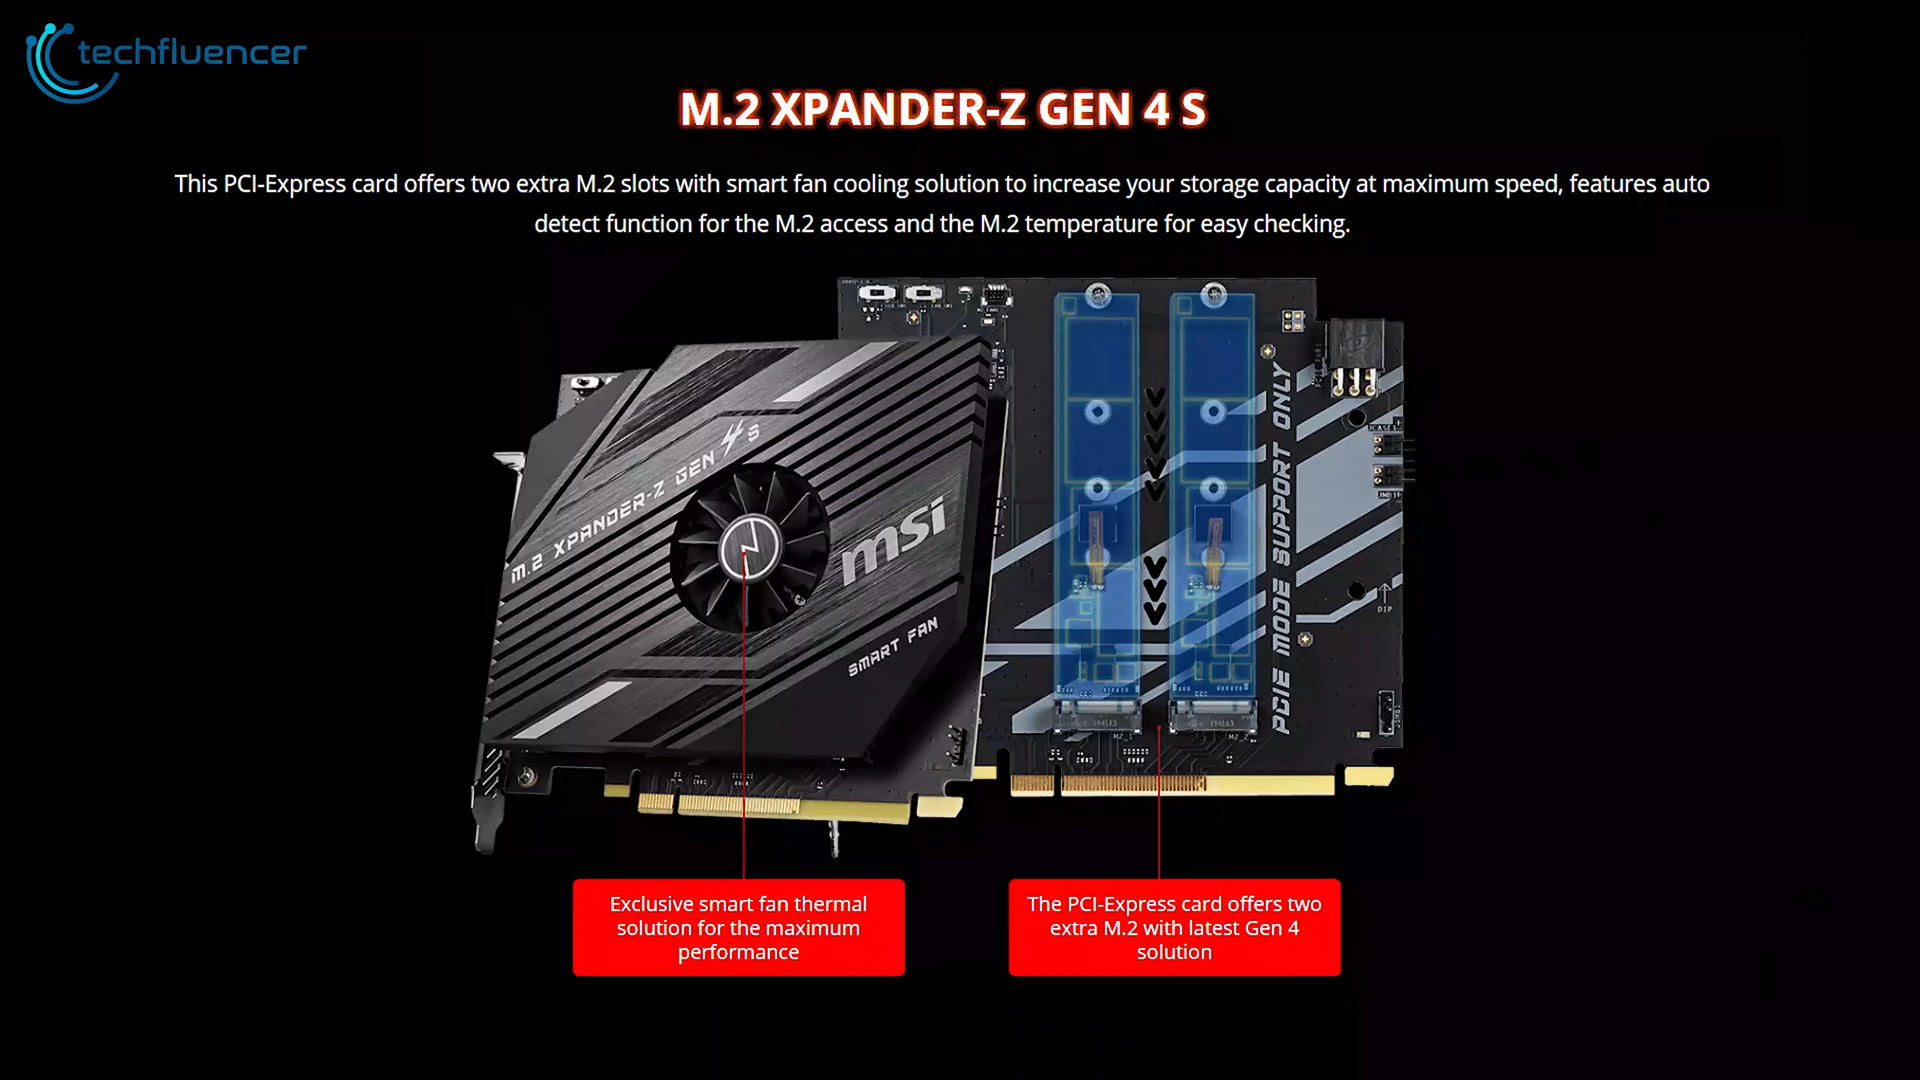 techfluencer
M.2 XPANDER-Z GEN 4 S
This PCI-Express card offers two extra M.2 slots with smart fan cooling solution to increase your storage capacity at maximum speed, features auto
detect function for the M.2 access and the M.2 temperature for easy checking.
M.2 XPANDER-Z GEN 4 S
msi
SMART FAN
PCIE MODE SUPPORT ONLY
DIP
M2_1
M2_2
Exclusive smart fan thermal
solution for the maximum
performance
The PCI-Express card offers two
extra M.2 with latest Gen 4
solution